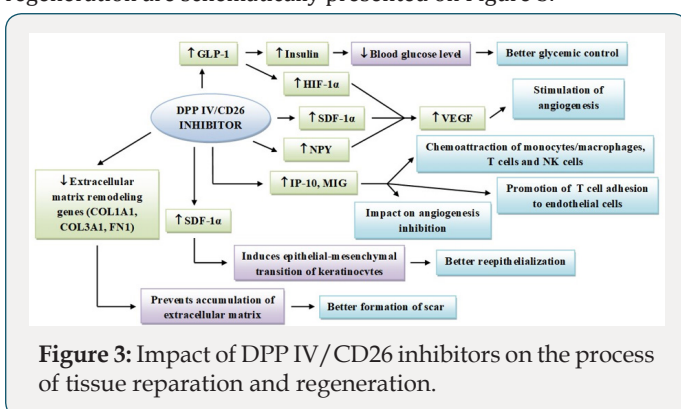 regeneration are schematically presented on Figure 3.
↑ GLP-1
↑ Insulin
↓ Blood glucose level
Better glycemic control
↑ HIF-1α
Stimulation of
angiogenesis
DPP IV/CD26
INHIBITOR
↑ SDF-1α
↑ VEGF
↑ NPY
Chemoattraction of monocytes/macrophages,
T cells and NK cells
↓ Extracellular
matrix remodeling
genes (COL1A1,
COL3A1, FN1)
↑ IP-10, MIG
Promotion of T cell adhesion
to endothelial cells
Impact on angiogenesis
inhibition
↑ SDF-1α
Induces epithelial-mesenchymal
transition of keratinocytes
Better reepithelialization
Prevents accumulation of
extracellular matrix
Better formation of scar
Figure 3: Impact of DPP IV/CD26 inhibitors on the process
of tissue reparation and regeneration.